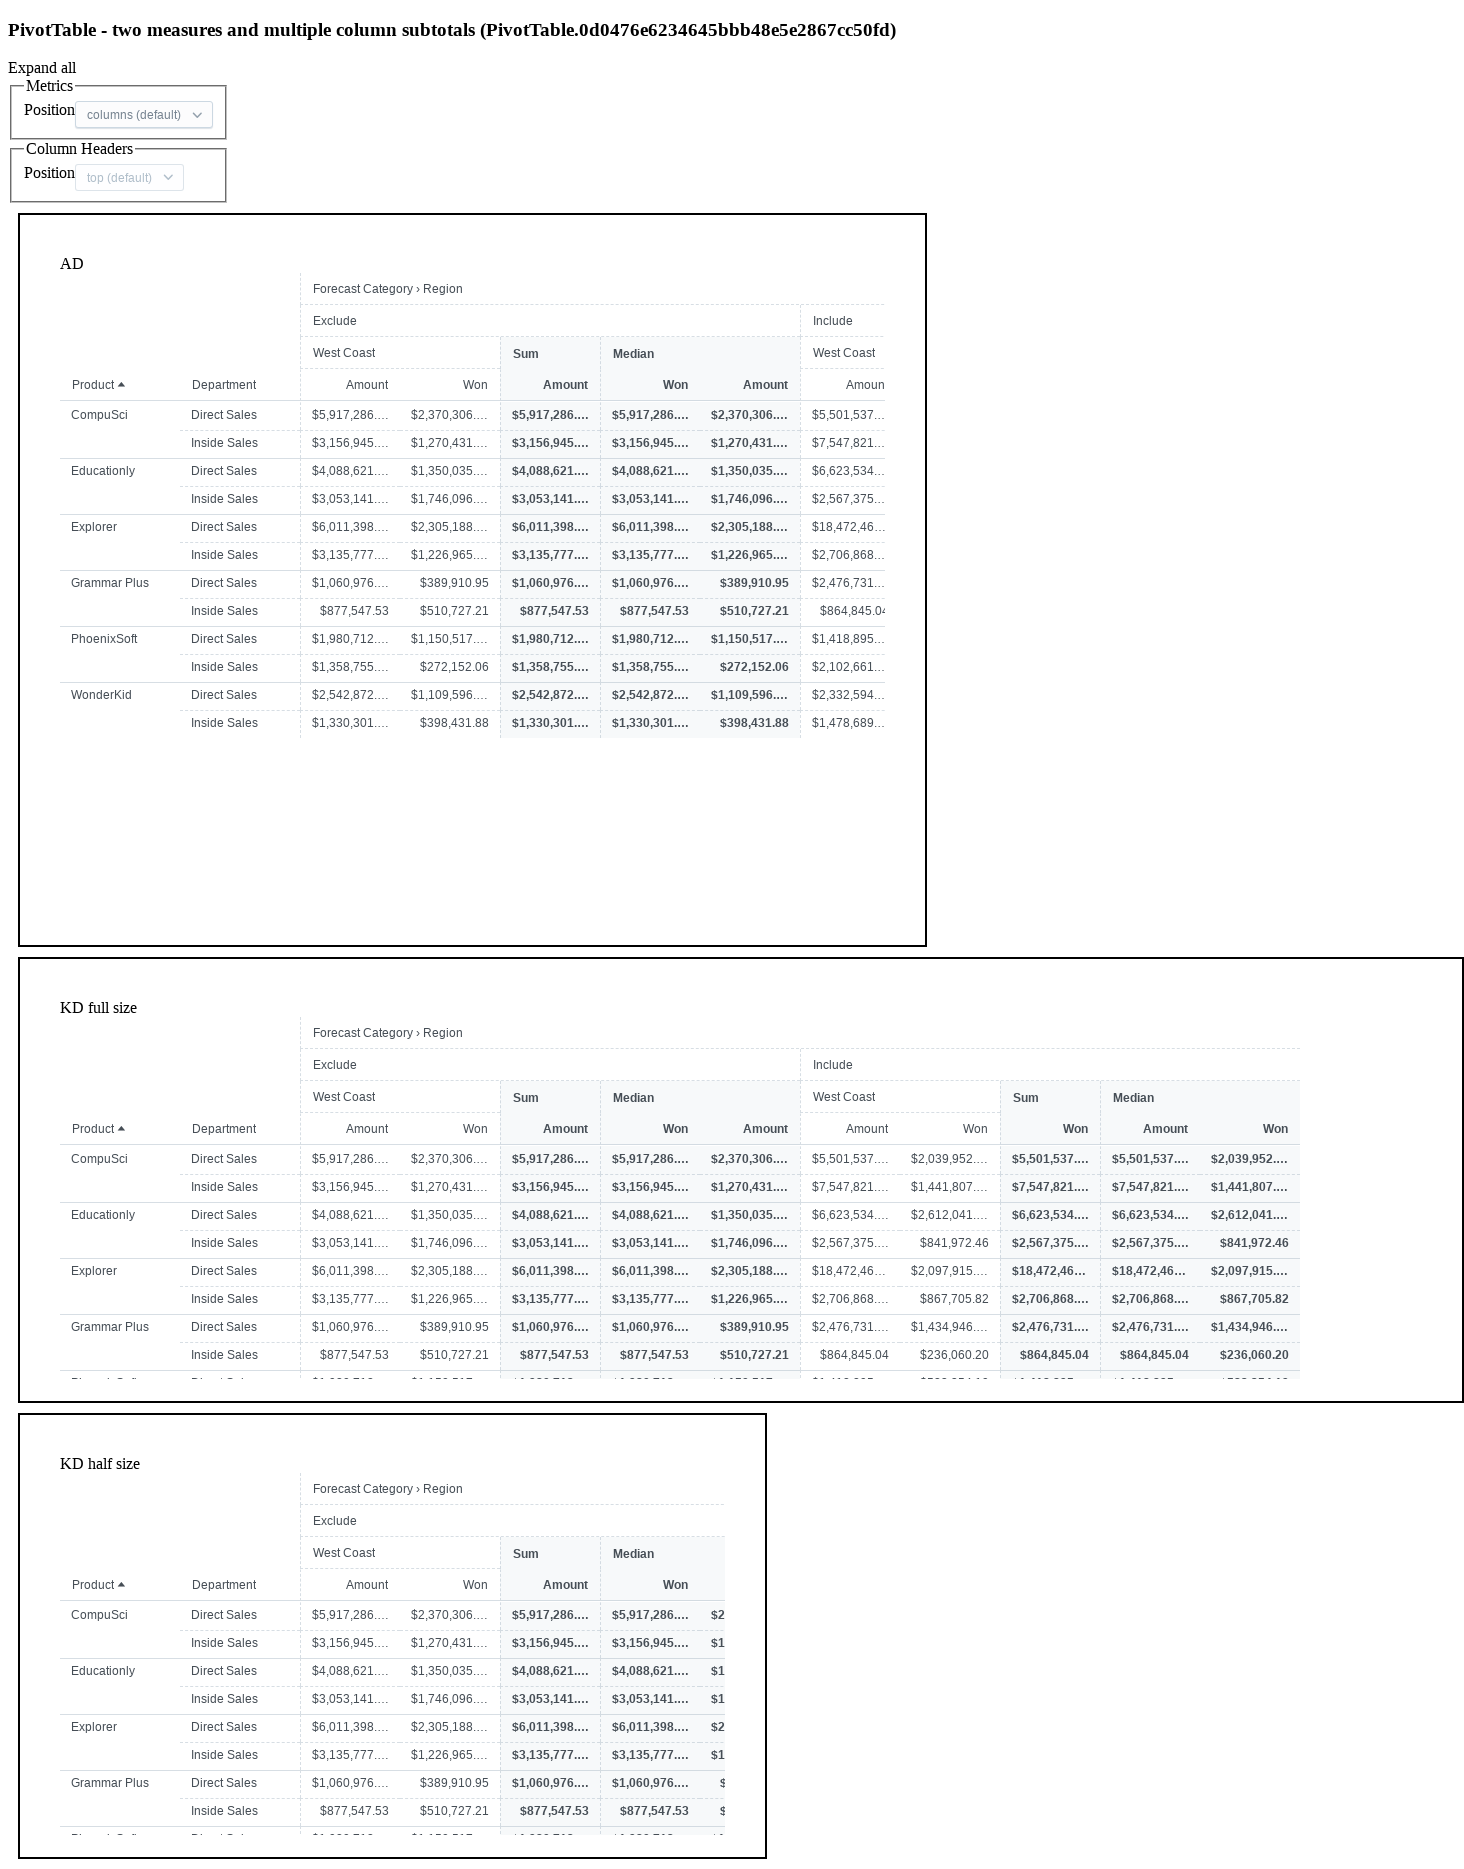 PivotTable - two measures and multiple column subtotals (PivotTable.0d0476e6234645bbb48e5e2867cc50fd)
Expand all
Metrics
Position columns (default)
Column Headers
Position top (default)
AD
Forecast Category › Region
Exclude Include
West Coast Sum Median West Coast
Product Department Amount Won Amount Won Amount Amoun
CompuSci Direct Sales $5,917,286.… $2,370,306.… $5,917,286.… $5,917,286.… $2,370,306.… $5,501,537.…
Inside Sales $3,156,945.… $1,270,431.… $3,156,945.… $3,156,945.… $1,270,431.… $7,547,821.…
Educationly Direct Sales $4,088,621.… $1,350,035.… $4,088,621.… $4,088,621.… $1,350,035.… $6,623,534.…
Inside Sales $3,053,141.… $1,746,096.… $3,053,141.… $3,053,141.… $1,746,096.… $2,567,375.…
Explorer Direct Sales $6,011,398.… $2,305,188.… $6,011,398.… $6,011,398.… $2,305,188.… $18,472,46…
Inside Sales $3,135,777.… $1,226,965.… $3,135,777.… $3,135,777.… $1,226,965.… $2,706,868.…
Grammar Plus Direct Sales $1,060,976.… $389,910.95 $1,060,976.… $1,060,976.… $389,910.95 $2,476,731.…
Inside Sales $877,547.53 $510,727.21 $877,547.53 $877,547.53 $510,727.21 $864,845.04
PhoenixSoft Direct Sales $1,980,712.… $1,150,517.… $1,980,712.… $1,980,712.… $1,150,517.… $1,418,895.…
Inside Sales $1,358,755.… $272,152.06 $1,358,755.… $1,358,755.… $272,152.06 $2,102,661.…
WonderKid Direct Sales $2,542,872.… $1,109,596.… $2,542,872.… $2,542,872.… $1,109,596.… $2,332,594.…
Inside Sales $1,330,301.… $398,431.88 $1,330,301.… $1,330,301.… $398,431.88 $1,478,689.…
KD full size
Forecast Category › Region
Exclude Include
West Coast Sum Median West Coast Sum Median
Product Department Amount Won Amount Won Amount Amount Won Won Amount Won
CompuSci Direct Sales $5,917,286.… $2,370,306.… $5,917,286.… $5,917,286.… $2,370,306.… $5,501,537.… $2,039,952.… $5,501,537.… $5,501,537.… $2,039,952.…
Inside Sales $3,156,945.… $1,270,431.… $3,156,945.… $3,156,945.… $1,270,431.… $7,547,821.… $1,441,807.… $7,547,821.… $7,547,821.… $1,441,807.…
Educationly Direct Sales $4,088,621.… $1,350,035.… $4,088,621.… $4,088,621.… $1,350,035.… $6,623,534.… $2,612,041.… $6,623,534.… $6,623,534.… $2,612,041.…
Inside Sales $3,053,141.… $1,746,096.… $3,053,141.… $3,053,141.… $1,746,096.… $2,567,375.… $841,972.46 $2,567,375.… $2,567,375.… $841,972.46
Explorer Direct Sales $6,011,398.… $2,305,188.… $6,011,398.… $6,011,398.… $2,305,188.… $18,472,46… $2,097,915.… $18,472,46… $18,472,46… $2,097,915.…
Inside Sales $3,135,777.… $1,226,965.… $3,135,777.… $3,135,777.… $1,226,965.… $2,706,868.… $867,705.82 $2,706,868.… $2,706,868.… $867,705.82
Grammar Plus Direct Sales $1,060,976.… $389,910.95 $1,060,976.… $1,060,976.… $389,910.95 $2,476,731.… $1,434,946.… $2,476,731.… $2,476,731.… $1,434,946.…
Inside Sales $877,547.53 $510,727.21 $877,547.53 $877,547.53 $510,727.21 $864,845.04 $236,060.20 $864,845.04 $864,845.04 $236,060.20
KD half size
Forecast Category › Region
Exclude
West Coast Sum Median
Product Department Amount Won Amount Won
CompuSci Direct Sales $5,917,286.… $2,370,306.… $5,917,286.… $5,917,286.… $2
Inside Sales $3,156,945.… $1,270,431.… $3,156,945.… $3,156,945.… $1
Educationly Direct Sales $4,088,621.… $1,350,035.… $4,088,621.… $4,088,621.… $1
Inside Sales $3,053,141.… $1,746,096.… $3,053,141.… $3,053,141.… $1
Explorer Direct Sales $6,011,398.… $2,305,188.… $6,011,398.… $6,011,398.… $2
Inside Sales $3,135,777.… $1,226,965.… $3,135,777.… $3,135,777.… $1
Grammar Plus Direct Sales $1,060,976.… $389,910.95 $1,060,976.… $1,060,976.… $
Inside Sales $877,547.53 $510,727.21 $877,547.53 $877,547.53 $